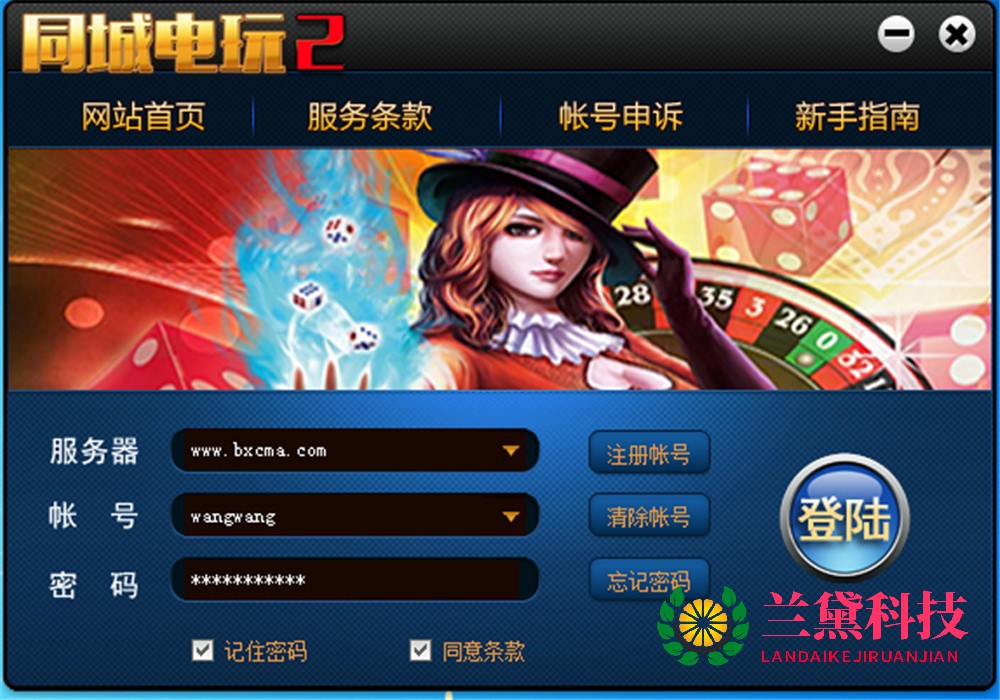 同城电玩2
网站首页 服务条款 帐号申诉 新手指南
28 35 3 26 0 32
服务器 www.bxcma.com 注册帐号
帐 号 wangwang 清除帐号
登陆
密 码 *********** 忘记密码
记住密码 同意条款
兰黛科技
LANDAIKEJIRUANJIAN